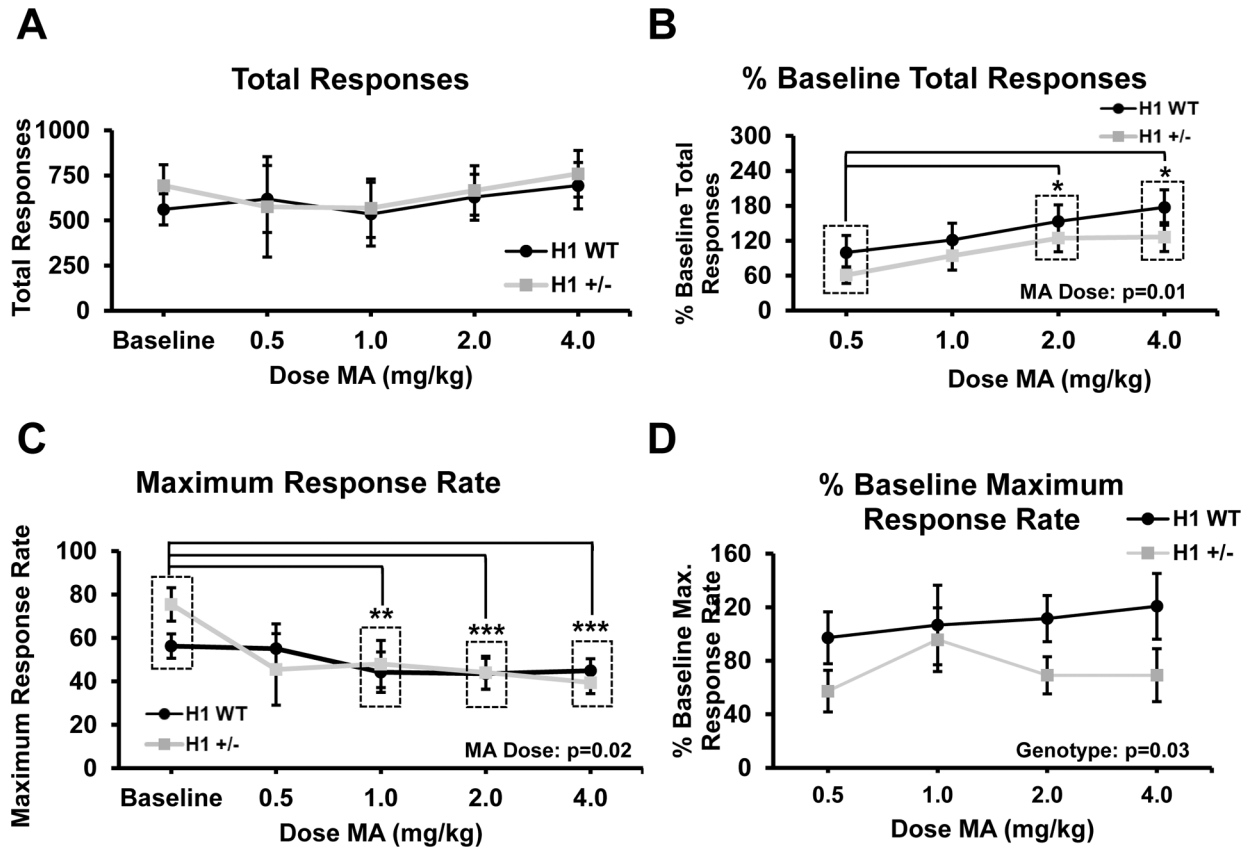 A
Total Responses
Total Responses
1000
750
500
250
0
H1 WT
H1 +/-
Baseline 0.5 1.0 2.0 4.0
Dose MA (mg/kg)
B
% Baseline Total Responses
H1 WT
H1 +/-
% Baseline Total
Responses
300
240
180
120
60
0
* *
MA Dose: p=0.01
0.5 1.0 2.0 4.0
Dose MA (mg/kg)
C
Maximum Response Rate
Maximum Response Rate
100
80
60
40
20
0
** *** ***
H1 WT
H1 +/-
MA Dose: p=0.02
Baseline 0.5 1.0 2.0 4.0
Dose MA (mg/kg)
D
% Baseline Maximum
Response Rate
H1 WT
H1 +/-
% Baseline Max.
Response Rate
160
120
80
40
0
Genotype: p=0.03
0.5 1.0 2.0 4.0
Dose MA (mg/kg)